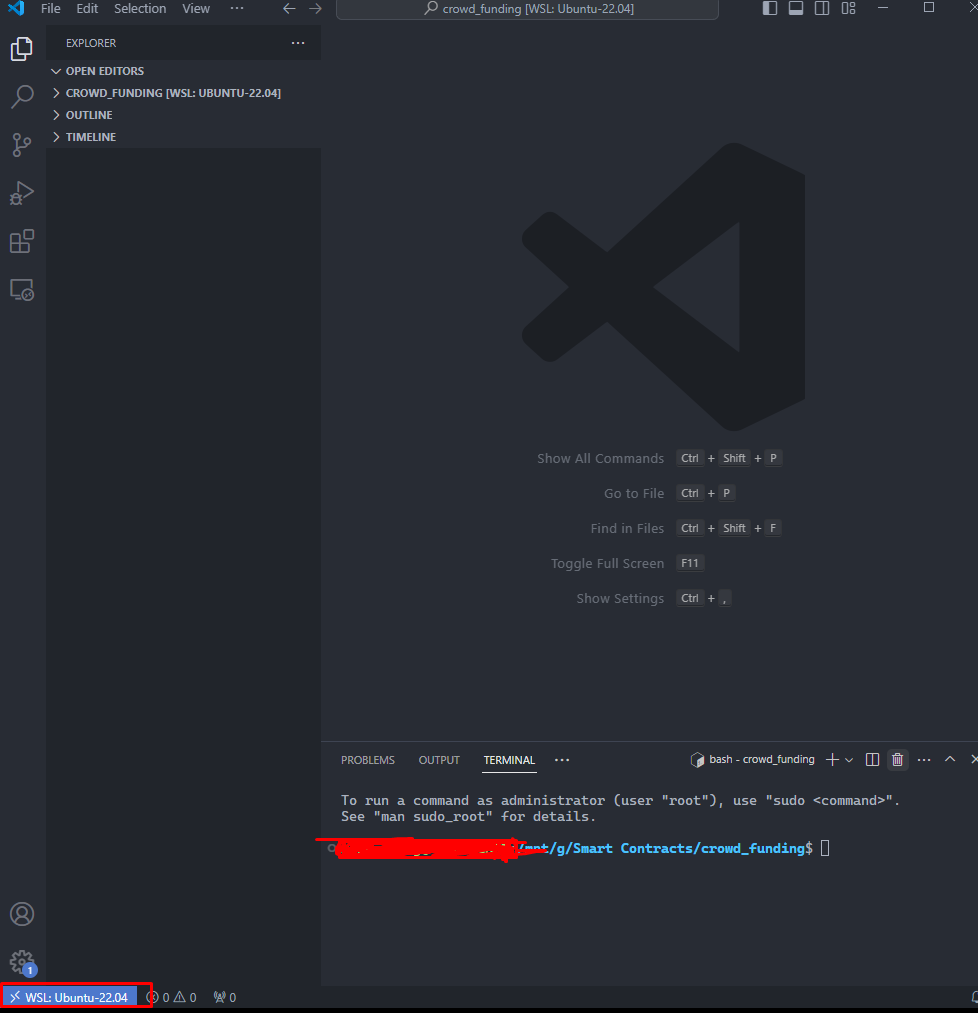 File Edit Selection View ··· crowd_funding [WSL: Ubuntu-22.04]
EXPLORER ···
OPEN EDITORS
CROWD_FUNDING [WSL: UBUNTU-22.04]
OUTLINE
TIMELINE
Show All Commands Ctrl + Shift + P
Go to File Ctrl + P
Find in Files Ctrl + Shift + F
Toggle Full Screen F11
Show Settings Ctrl + ,
PROBLEMS OUTPUT TERMINAL ··· bash - crowd_funding ···
To run a command as administrator (user "root"), use "sudo <command>".
See "man sudo_root" for details.
/mnt/g/Smart Contracts/crowd_funding$
1
WSL: Ubuntu-22.04 0 0 0